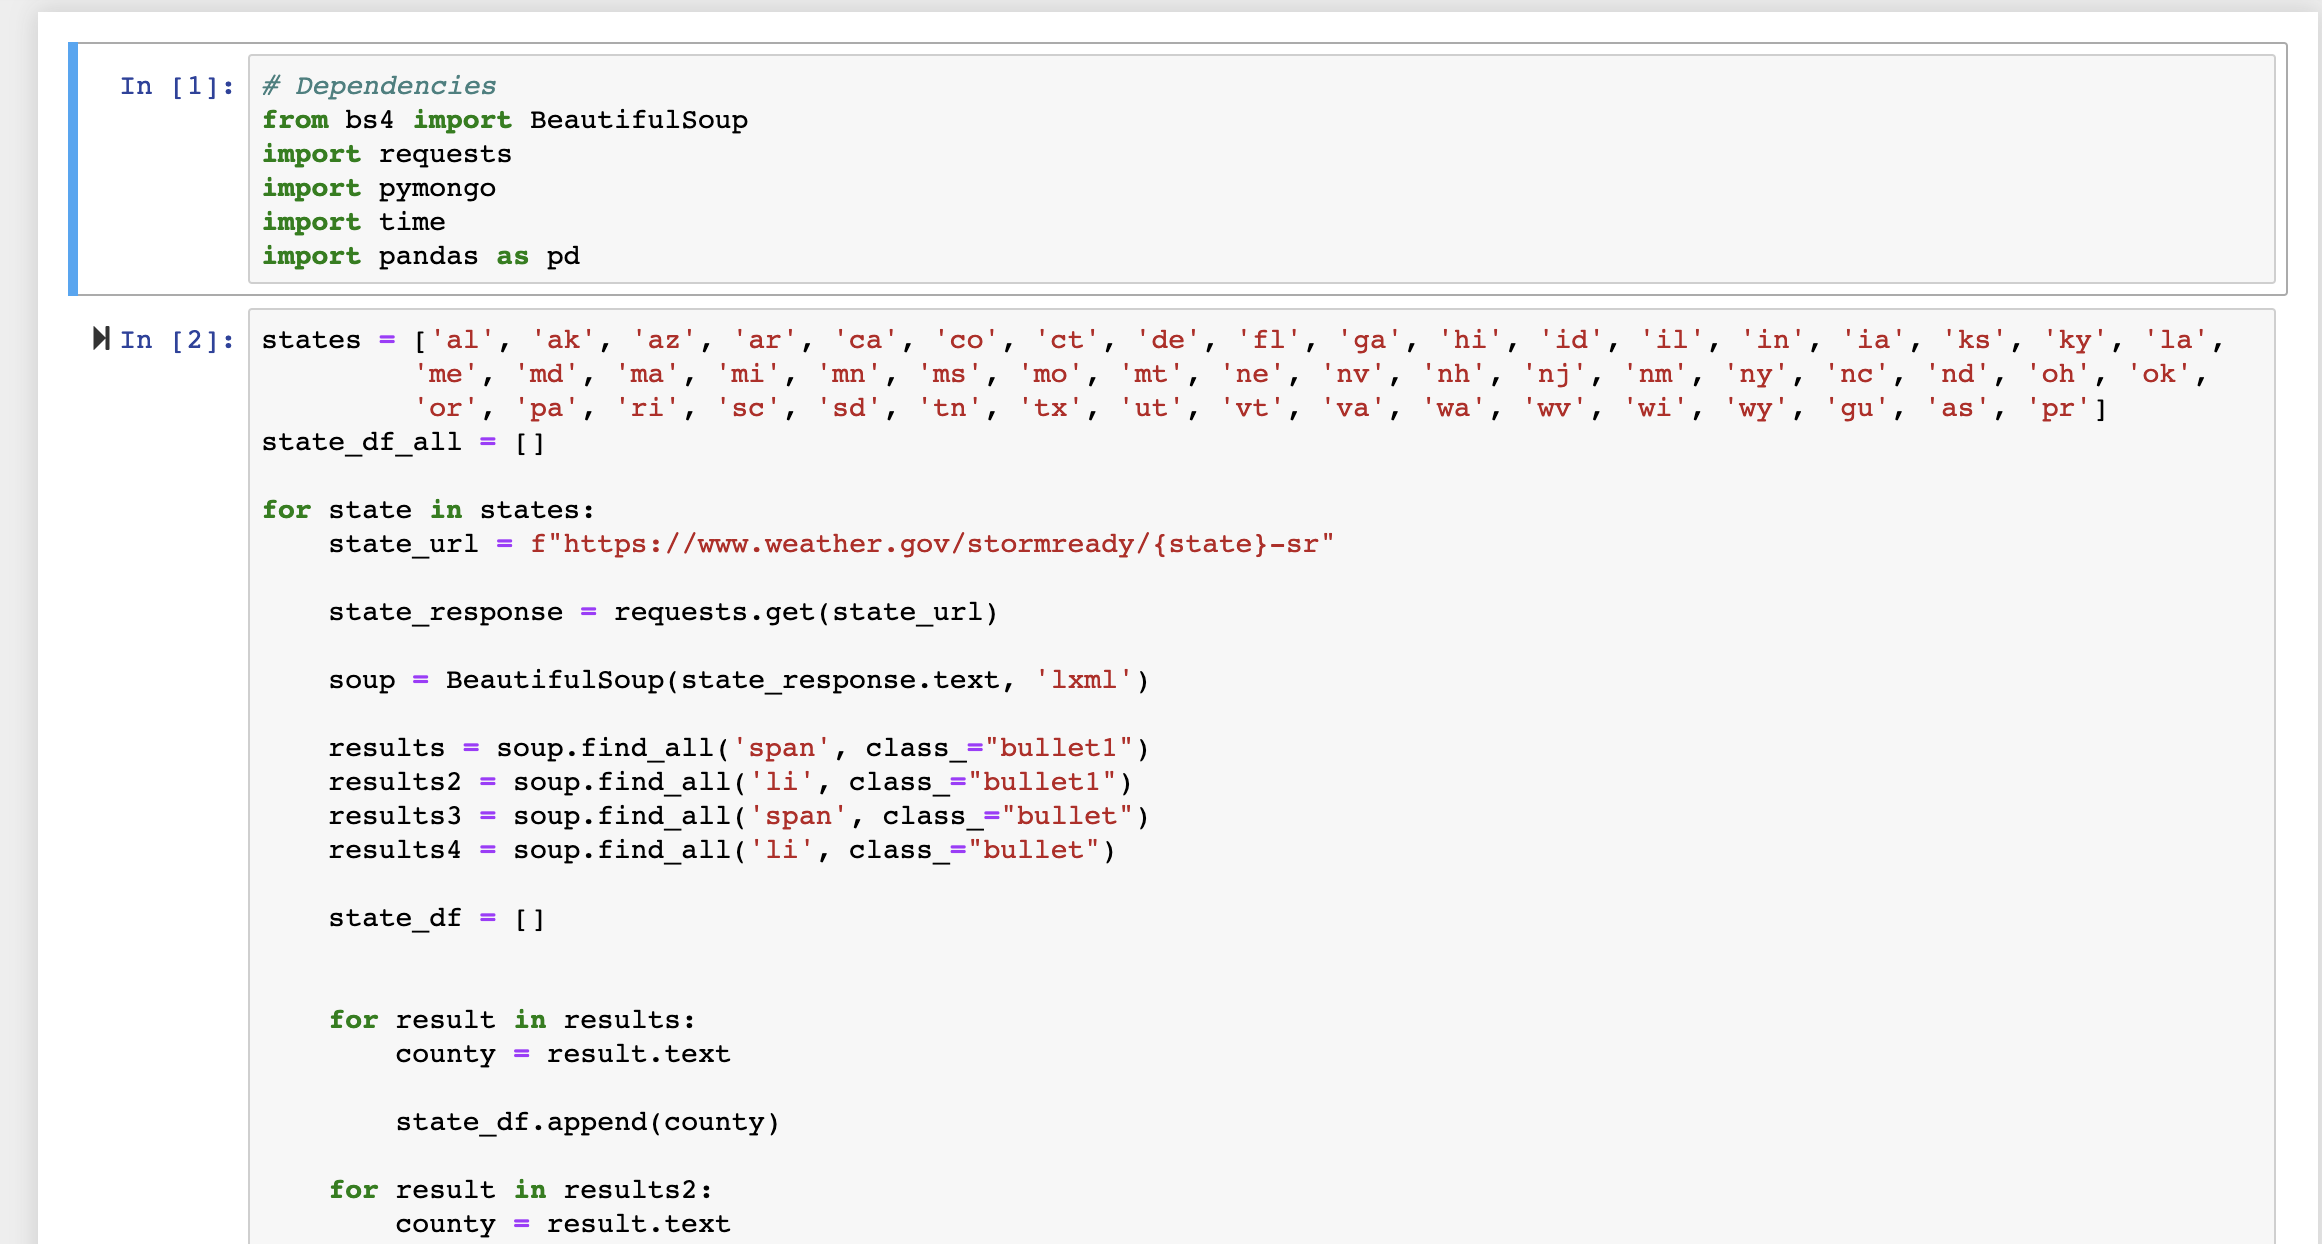 In [1]: # Dependencies
from bs4 import BeautifulSoup
import requests
import pymongo
import time
import pandas as pd
In [2]: states = ['al', 'ak', 'az', 'ar', 'ca', 'co', 'ct', 'de', 'fl', 'ga', 'hi', 'id', 'il', 'in', 'ia', 'ks', 'ky', 'la',
'me', 'md', 'ma', 'mi', 'mn', 'ms', 'mo', 'mt', 'ne', 'nv', 'nh', 'nj', 'nm', 'ny', 'nc', 'nd', 'oh', 'ok',
'or', 'pa', 'ri', 'sc', 'sd', 'tn', 'tx', 'ut', 'vt', 'va', 'wa', 'wv', 'wi', 'wy', 'gu', 'as', 'pr']
state_df_all = []
for state in states:
state_url = f"https://www.weather.gov/stormready/{state}-sr"
state_response = requests.get(state_url)
soup = BeautifulSoup(state_response.text, 'lxml')
results = soup.find_all('span', class_="bullet1")
results2 = soup.find_all('li', class_="bullet1")
results3 = soup.find_all('span', class_="bullet")
results4 = soup.find_all('li', class_="bullet")
state_df = []
for result in results:
county = result.text
state_df.append(county)
for result in results2:
county = result.text